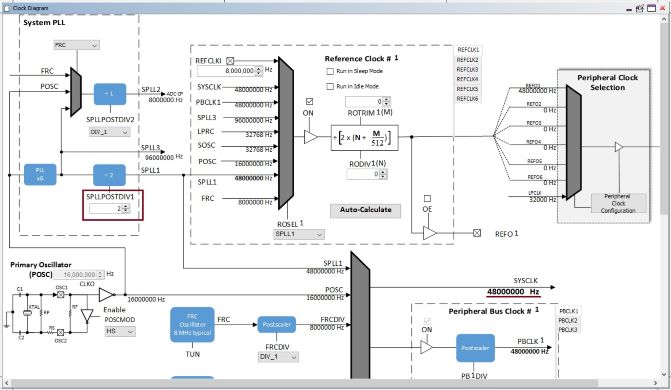 Clock Diagram
System PLL
FRC
FRC
POSC
÷ 1
SPLL2
ADC OP
8000000 Hz
SPLLPOSTDIV2
DIV_1
SPLL3
96000000 Hz
PLL
x6
÷ 2
SPLL1
SPLLPOSTDIV1
2
Primary Oscillator
(POSC)
16,000,000
Hz
C1
OSC1
CLKO
XTAL
RP
RF
C2
RS
OSC2
Enable
POSCMOD
HS
16000000 Hz
Reference Clock # 1
REFCLKI
8,000,000
Hz
SYSCLK
48000000 Hz
PBCLK1
48000000 Hz
SPLL3
96000000 Hz
LPRC
32768 Hz
SOSC
32768 Hz
POSC
16000000 Hz
SPLL1
48000000 Hz
FRC
8000000 Hz
ROSEL 1
SPLL1
Run in Sleep Mode
Run in Idle Mode
ON
0
ROTRIM 1(M)
÷ [2 x (N + M/512)]
RODIV1(N)
0
Auto-Calculate
OE
REFO 1
REFCLK1
REFCLK2
REFCLK3
REFCLK4
REFCLK5
REFCLK6
Peripheral Clock
Selection
REFO1
48000000 Hz
REFO2
0 Hz
REFO3
0 Hz
REFO4
0 Hz
REFO5
0 Hz
REFO6
0 Hz
LPCLK
32000 Hz
Peripheral
Clock
Configuration
SPLL1
48000000 Hz
POSC
16000000 Hz
FRC
Oscillator
8 MHz typical
TUN
FRC
Postscaler
FRCDIV
8000000 Hz
FRCDIV
DIV_1
SYSCLK
48000000 Hz
Peripheral Bus Clock # 1
PBCLK1
PBCLK2
PBCLK3
ON
Postscaler
PBCLK 1
48000000 Hz
PB1DIV